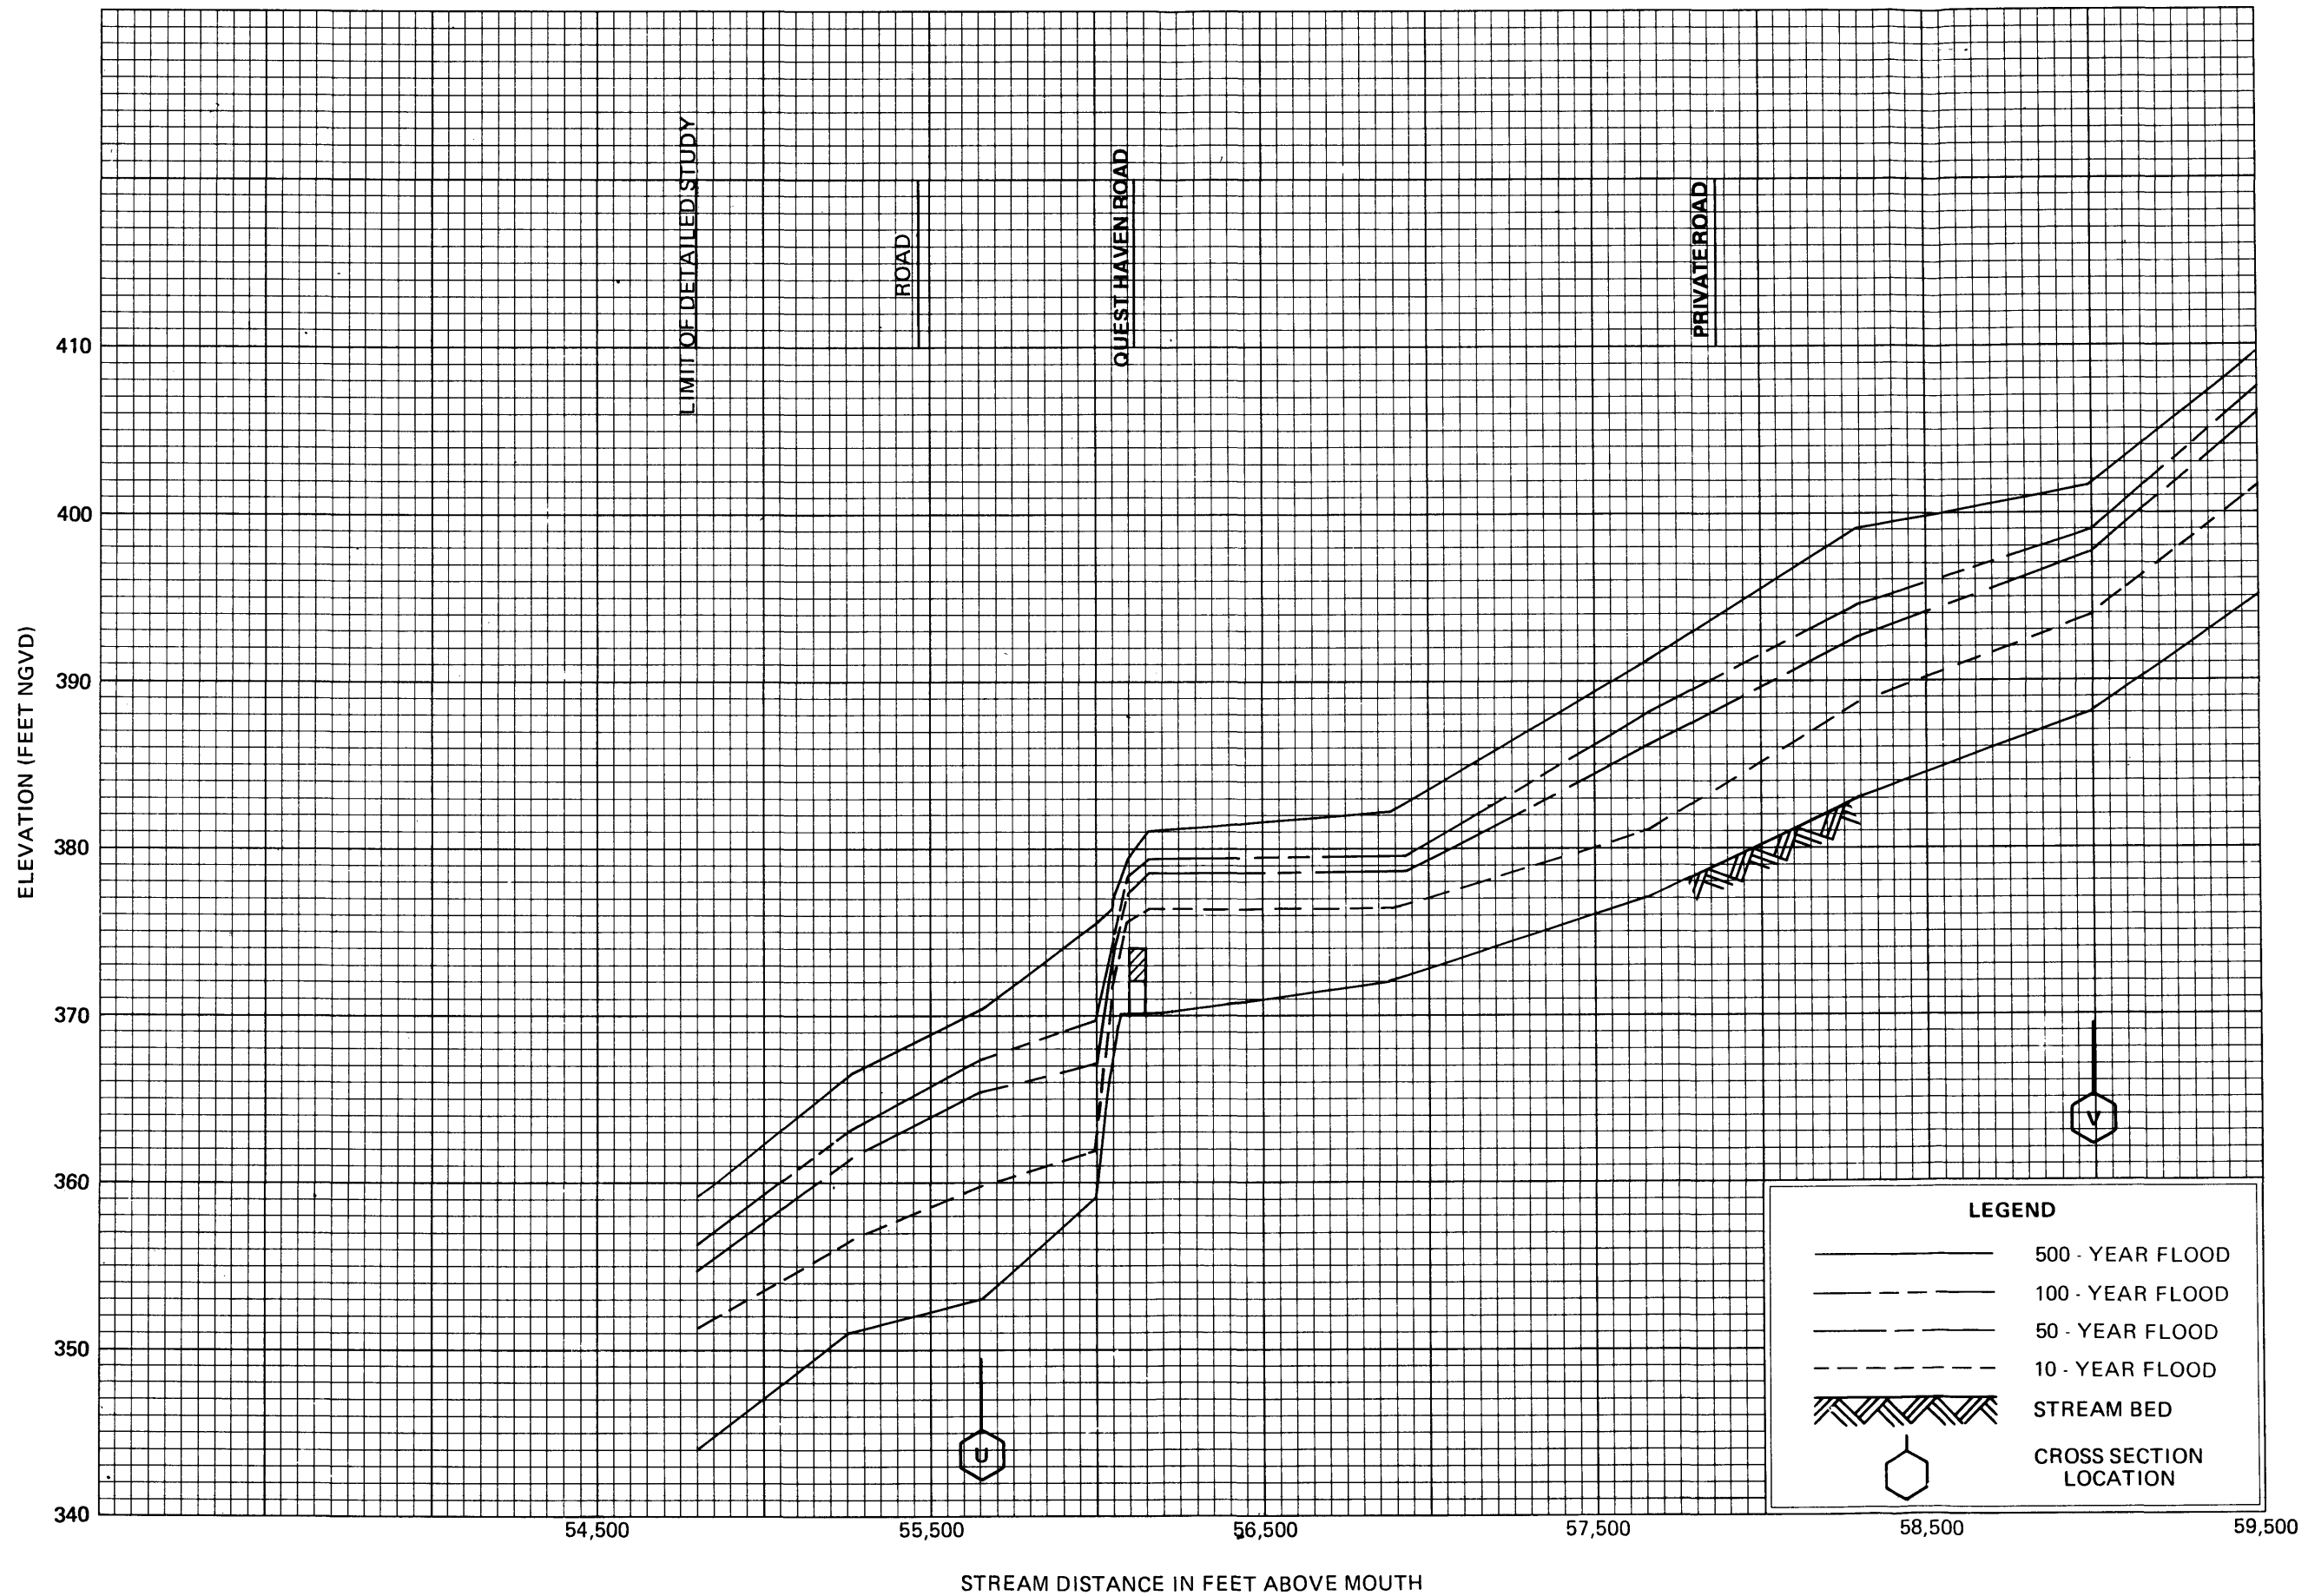 LIMIT OF DETAILED STUDY
ROAD
QUEST HAVEN ROAD
PRIVATE ROAD
ELEVATION (FEET NGVD)
410
400
390
380
370
360
350
340
V
U
LEGEND
500 - YEAR FLOOD
100 - YEAR FLOOD
50 - YEAR FLOOD
10 - YEAR FLOOD
STREAM BED
CROSS SECTION
LOCATION
54,500
55,500
56,500
57,500
58,500
59,500
STREAM DISTANCE IN FEET ABOVE MOUTH